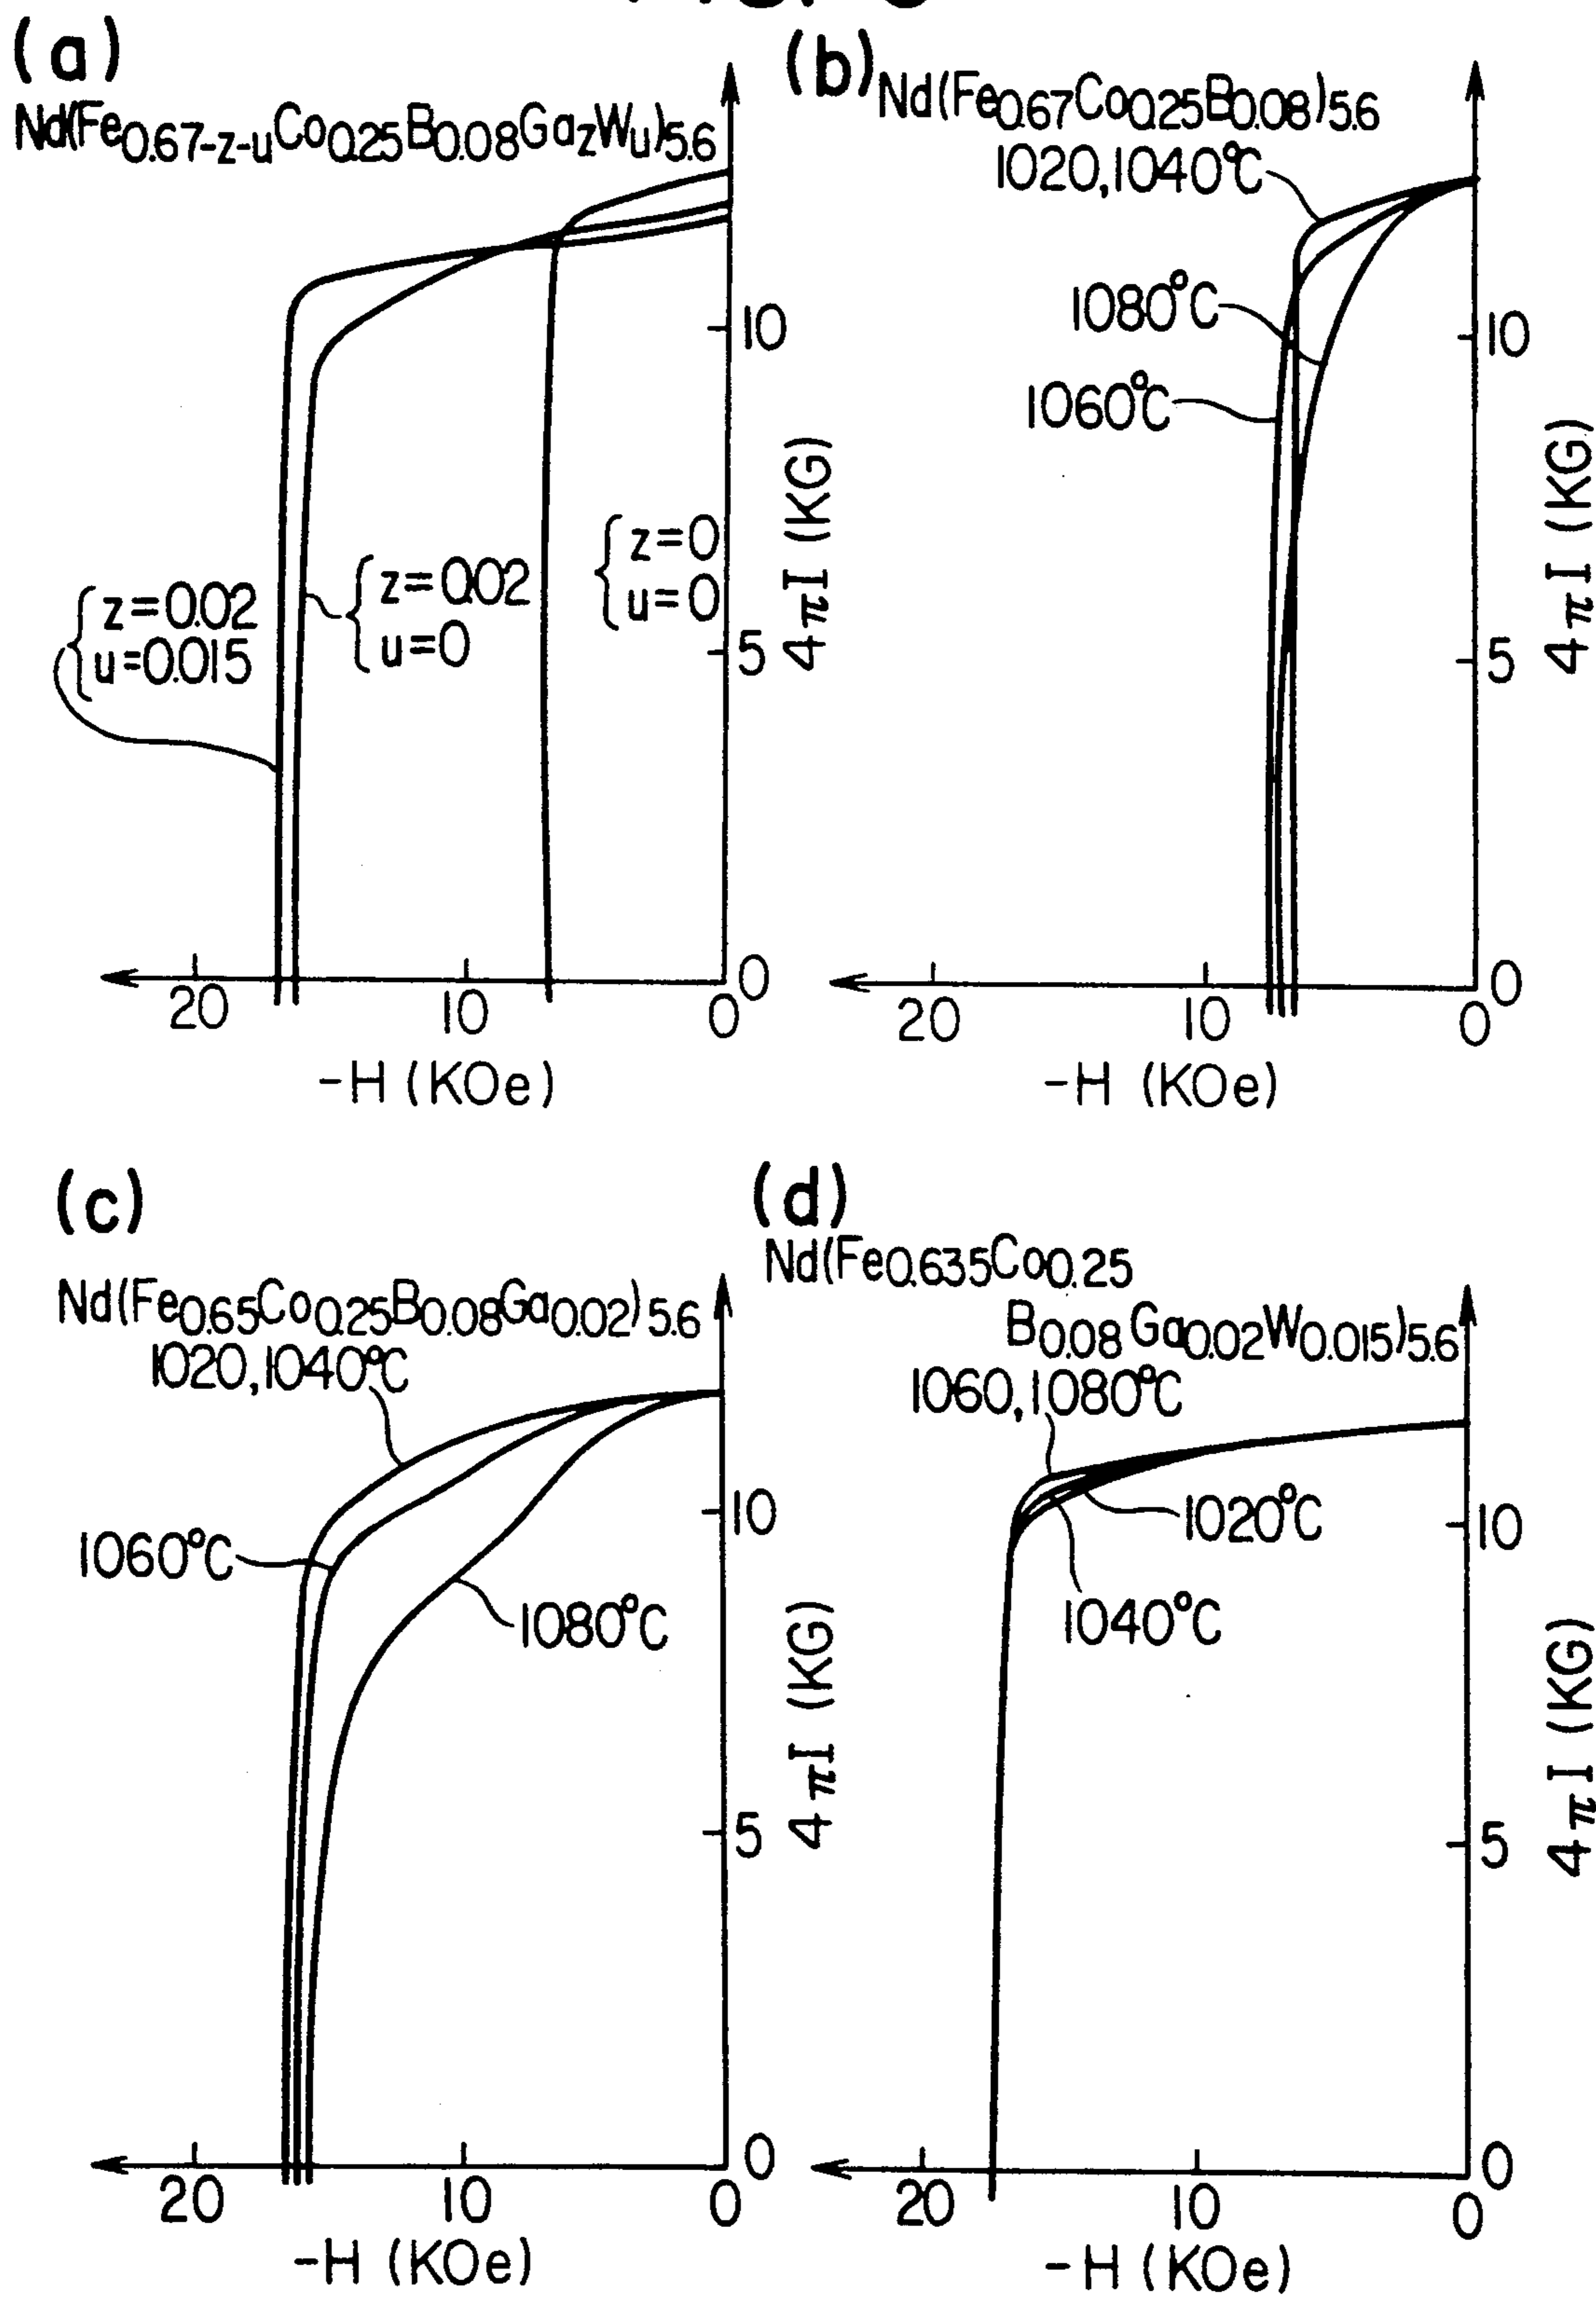 (a)
Nd(Fe0.67-z-uCo0.25B0.08GazWu)5.6
10
5
0
4πI (KG)
{z=0
u=0
{z=0.02
u=0
{z=0.02
u=0.015
20
10
0
-H (KOe)
(b)
Nd(Fe0.67Co0.25B0.08)5.6
1020,1040°C
1080°C
1060°C
10
5
0
4πI (KG)
20
10
0
-H (KOe)
(c)
Nd(Fe0.65Co0.25B0.08Ga0.02)5.6
1020,1040°C
1060°C
1080°C
10
5
0
4πI (KG)
20
10
0
-H (KOe)
(d)
Nd(Fe0.635Co0.25
B0.08Ga0.02W0.015)5.6
1060,1080°C
1020°C
1040°C
10
5
0
4πI (KG)
20
10
0
-H (KOe)